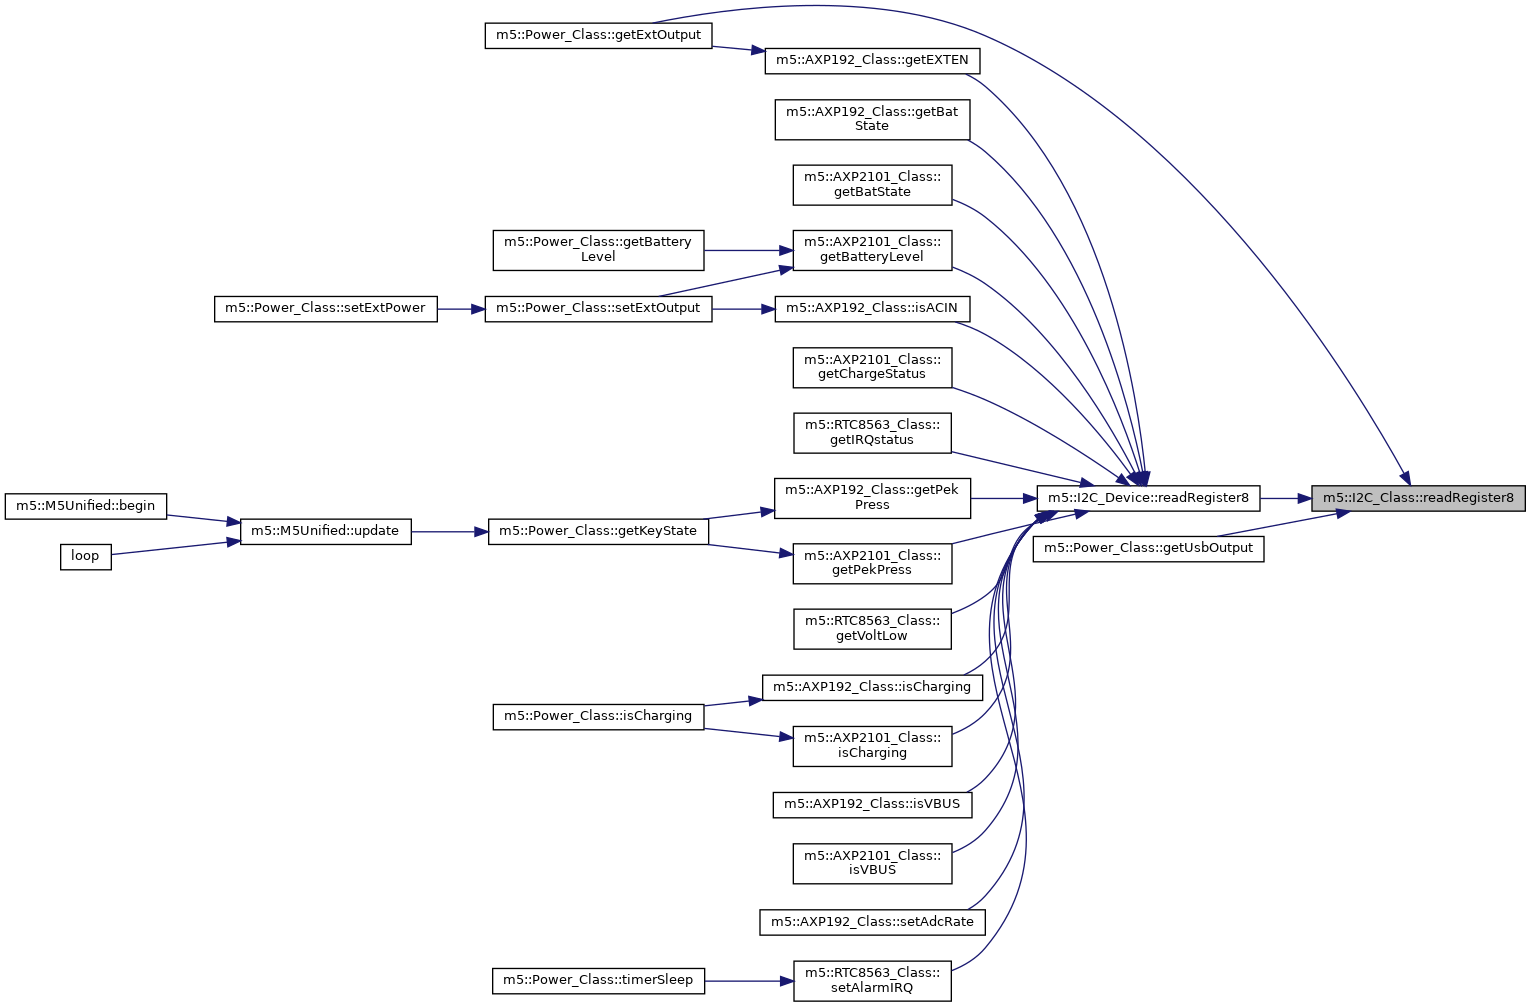 m5::Power_Class::getExtOutput
m5::AXP192_Class::getEXTEN
m5::AXP192_Class::getBat
State
m5::AXP2101_Class::
getBatState
m5::Power_Class::getBattery
Level
m5::AXP2101_Class::
getBatteryLevel
m5::Power_Class::setExtPower
m5::Power_Class::setExtOutput
m5::AXP192_Class::isACIN
m5::AXP2101_Class::
getChargeStatus
m5::RTC8563_Class::
getIRQstatus
m5::M5Unified::begin
loop
m5::M5Unified::update
m5::Power_Class::getKeyState
m5::AXP192_Class::getPek
Press
m5::AXP2101_Class::
getPekPress
m5::I2C_Device::readRegister8
m5::I2C_Class::readRegister8
m5::Power_Class::getUsbOutput
m5::RTC8563_Class::
getVoltLow
m5::AXP192_Class::isCharging
m5::Power_Class::isCharging
m5::AXP2101_Class::
isCharging
m5::AXP192_Class::isVBUS
m5::AXP2101_Class::
isVBUS
m5::AXP192_Class::setAdcRate
m5::Power_Class::timerSleep
m5::RTC8563_Class::
setAlarmIRQ